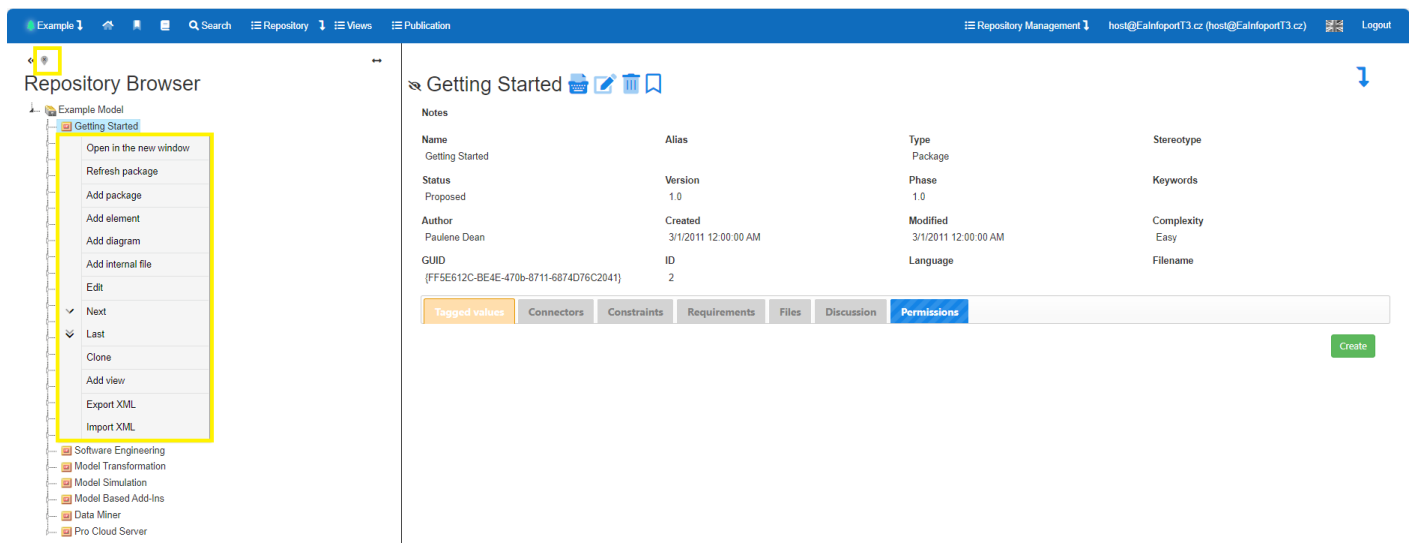 Example Search Repository Views Publication Repository Management host@EaInfoportT3.cz (host@EaInfoportT3.cz) Logout
Repository Browser
Example Model
Getting Started
Open in the new window
Refresh package
Add package
Add element
Add diagram
Add internal file
Edit
Next
Last
Clone
Add view
Export XML
Import XML
Software Engineering
Model Transformation
Model Simulation
Model Based Add-Ins
Data Miner
Pro Cloud Server
Getting Started
Notes
Name Alias Type Stereotype
Getting Started Package
Status Version Phase Keywords
Proposed 1.0 1.0
Author Created Modified Complexity
Paulene Dean 3/1/2011 12:00:00 AM 3/1/2011 12:00:00 AM Easy
GUID ID Language Filename
{FF5E612C-BE4E-470b-8711-6874D76C2041} 2
Tagged values Connectors Constraints Requirements Files Discussion Permissions
Create